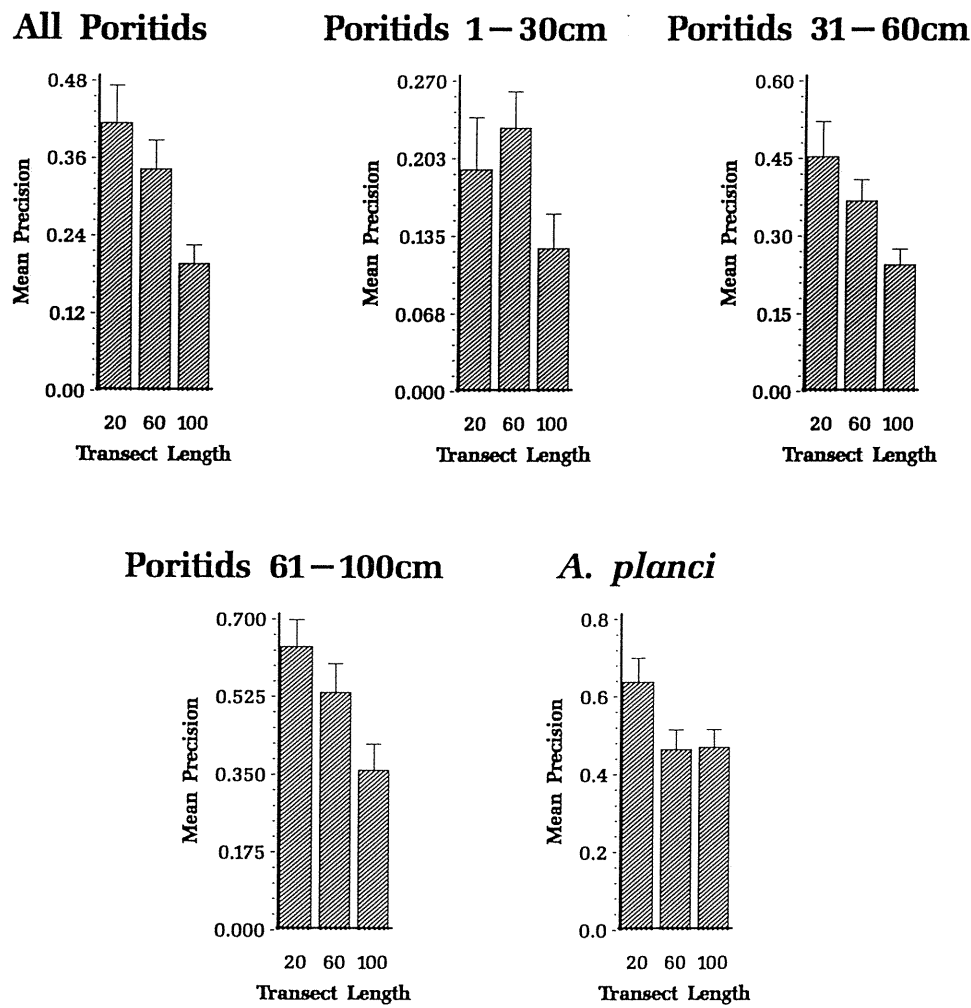 All Poritids
0.48
0.36
0.24
0.12
0.00
Mean Precision
20 60 100
Transect Length
Poritids 1–30cm
0.270
0.203
0.135
0.068
0.000
Mean Precision
20 60 100
Transect Length
Poritids 31–60cm
0.60
0.45
0.30
0.15
0.00
Mean Precision
20 60 100
Transect Length
Poritids 61–100cm
0.700
0.525
0.350
0.175
0.000
Mean Precision
20 60 100
Transect Length
A. planci
0.8
0.6
0.4
0.2
0.0
Mean Precision
20 60 100
Transect Length